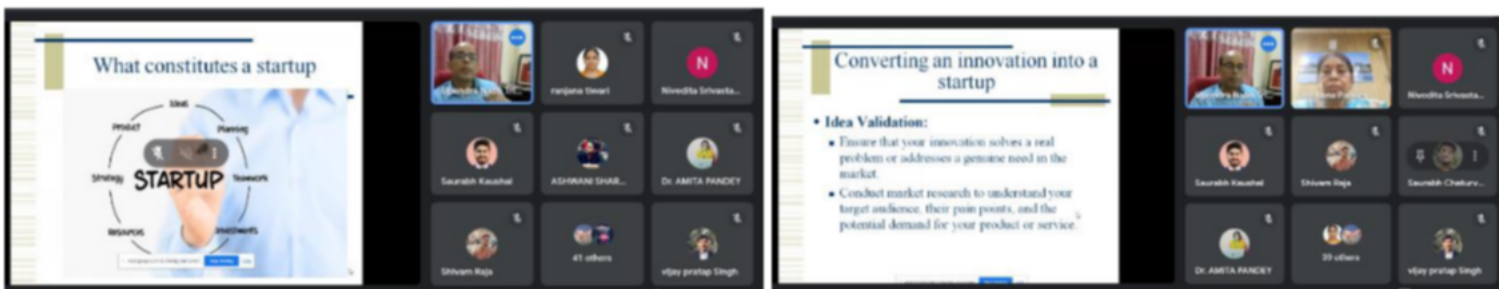 What constitutes a startup
Ideas
Product
Planning
Strategy
STARTUP
Teamwork
Resources
Investments
ranjana tiwari
N
Nivedita Srivasta...
Saurabh Kaushal
ASHWANI SHAR...
Dr. AMITA PANDEY
Shivam Raja
41 others
vijay pratap Singh
Converting an innovation into a
startup
• Idea Validation:
▪ Ensure that your innovation solves a real
problem or addresses a genuine need in the
market.
▪ Conduct market research to understand your
target audience, their pain points, and the
potential demand for your product or service.
N
Nivedita Srivasta...
Saurabh Kaushal
Shivam Raja
Saurabh Chaturv...
Dr. AMITA PANDEY
39 others
vijay pratap Singh